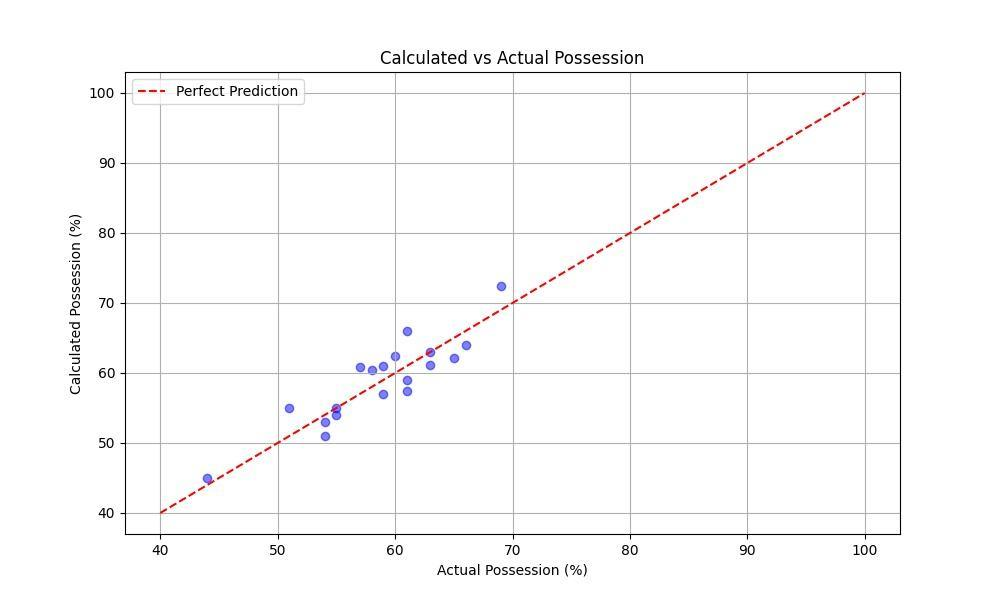 Calculated vs Actual Possession
Perfect Prediction
100
90
80
70
60
50
40
Calculated Possession (%)
40 50 60 70 80 90 100
Actual Possession (%)